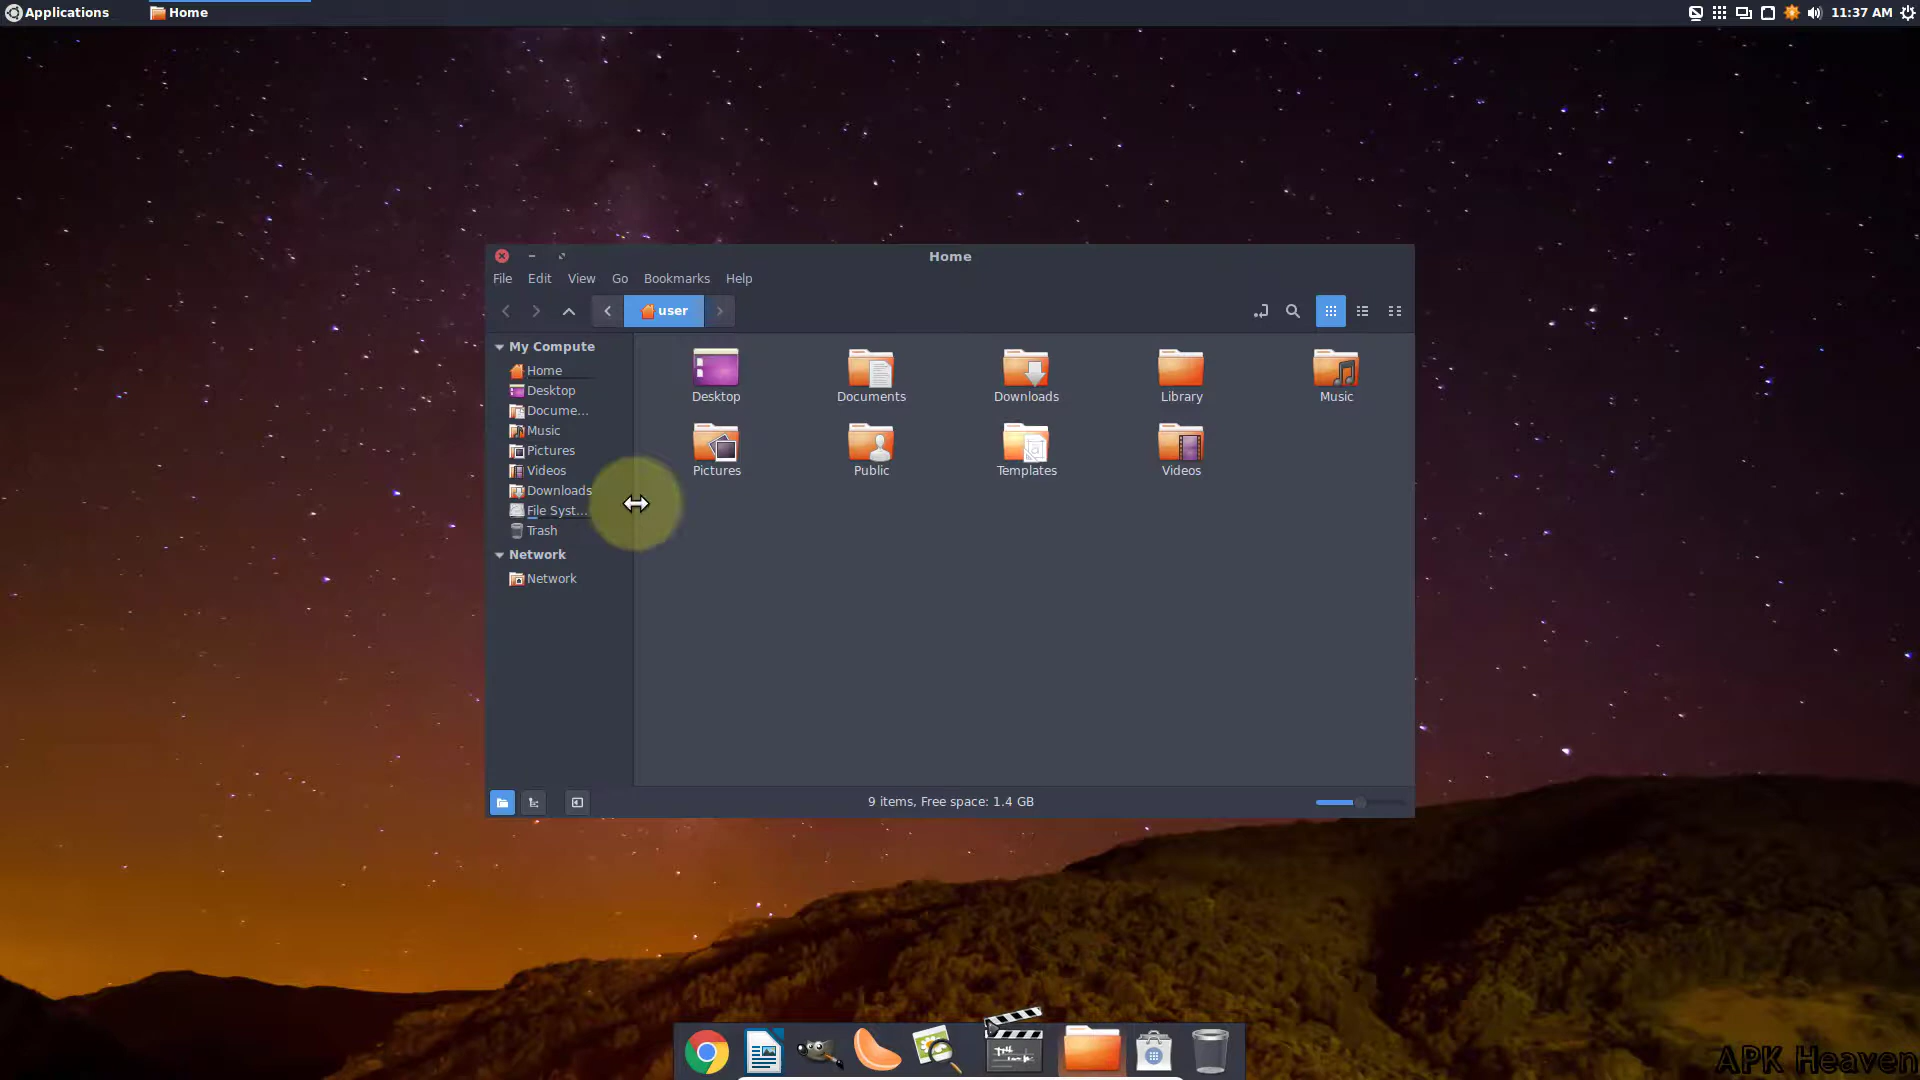 Applications
Home
11:37 AM
Home
File Edit View Go Bookmarks Help
user
My Compute
Home
Desktop
Docume...
Music
Pictures
Videos
Downloads
File Syst...
Trash
Network
Network
Desktop
Documents
Downloads
Library
Music
Pictures
Public
Templates
Videos
9 items, Free space: 1.4 GB
APK Heaven